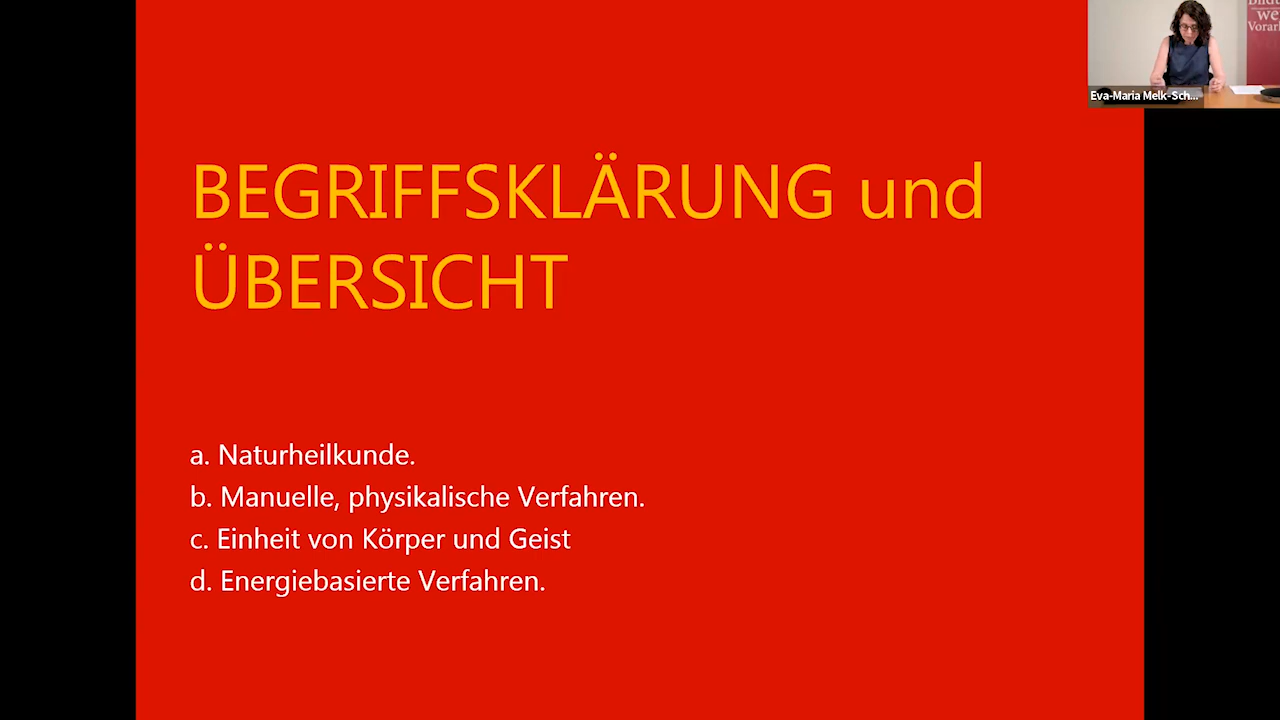 BEGRIFFSKLÄRUNG und
ÜBERSICHT
a. Naturheilkunde.
b. Manuelle, physikalische Verfahren.
c. Einheit von Körper und Geist
d. Energiebasierte Verfahren.
Eva-Maria Melk-Sch...